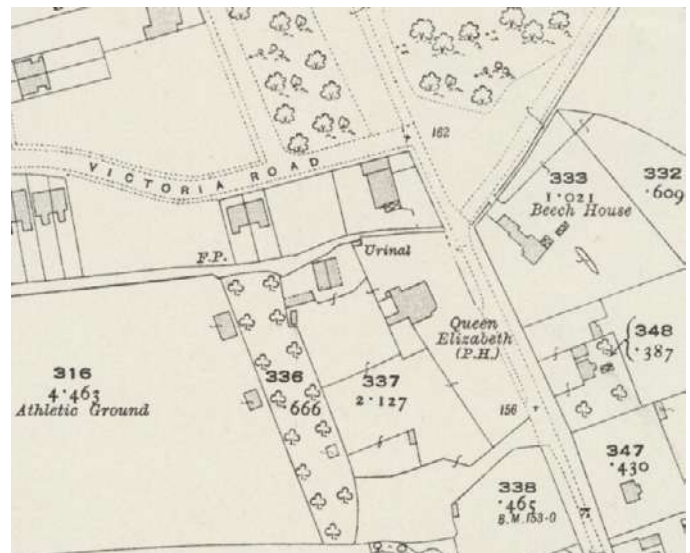 162
VICTORIA ROAD
333
1·021
Beech House
332
·609
F.P.
Urinal
Queen
Elizabeth
(P.H.)
348
·387
316
4·463
Athletic Ground
336
·666
337
2·127
156
347
·430
338
·465
B.M.153·0